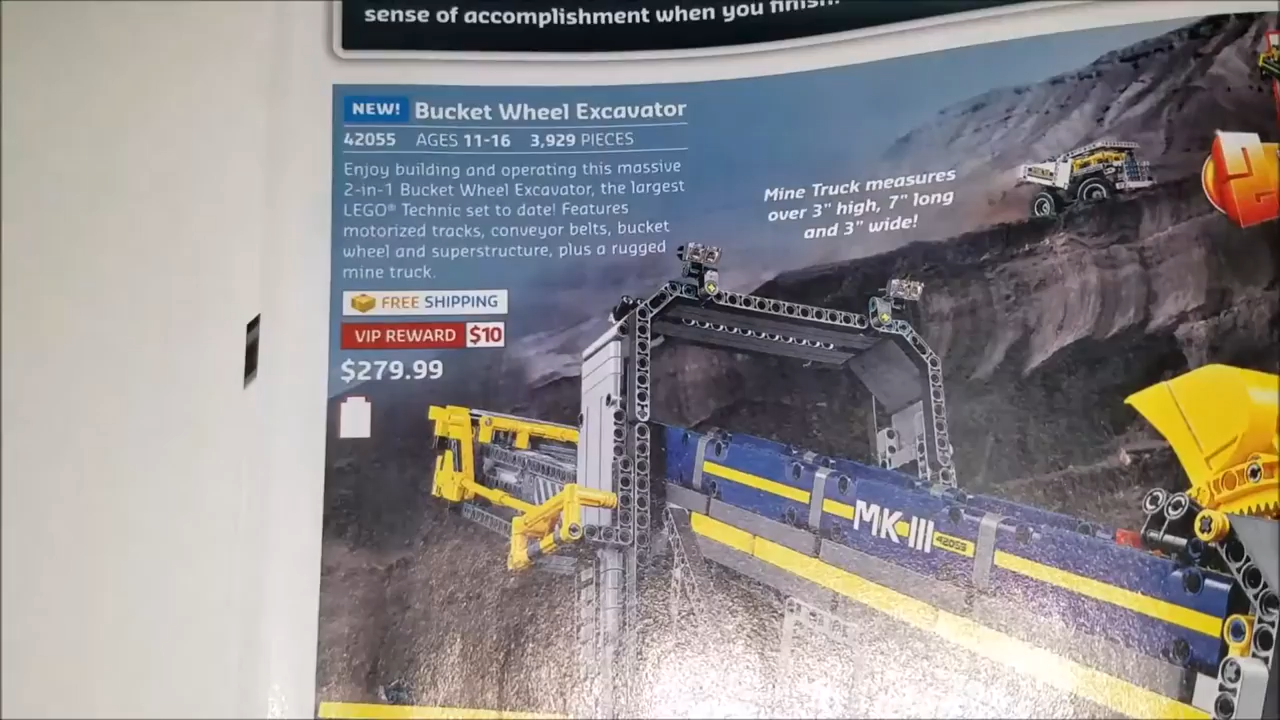 sense of accomplishment when you finish.
NEW! Bucket Wheel Excavator
42055 AGES 11-16 3,929 PIECES
Enjoy building and operating this massive
2-in-1 Bucket Wheel Excavator, the largest
LEGO® Technic set to date! Features
motorized tracks, conveyor belts, bucket
wheel and superstructure, plus a rugged
mine truck.
FREE SHIPPING
VIP REWARD $10
$279.99
Mine Truck measures
over 3" high, 7" long
and 3" wide!
MK-III 42055